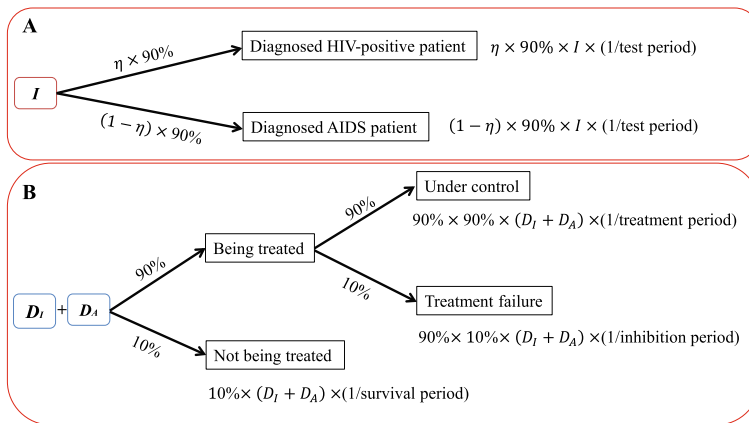 A
η × 90%
Diagnosed HIV-positive patient
η × 90% × I × (1/test period)
I
(1 − η) × 90%
Diagnosed AIDS patient
(1 − η) × 90% × I × (1/test period)
B
Under control
90%
90% × 90% × (D_I + D_A) ×(1/treatment period)
90%
Being treated
10%
Treatment failure
90%× 10%× (D_I + D_A) ×(1/inhibition period)
D_I + D_A
10%
Not being treated
10%× (D_I + D_A) ×(1/survival period)